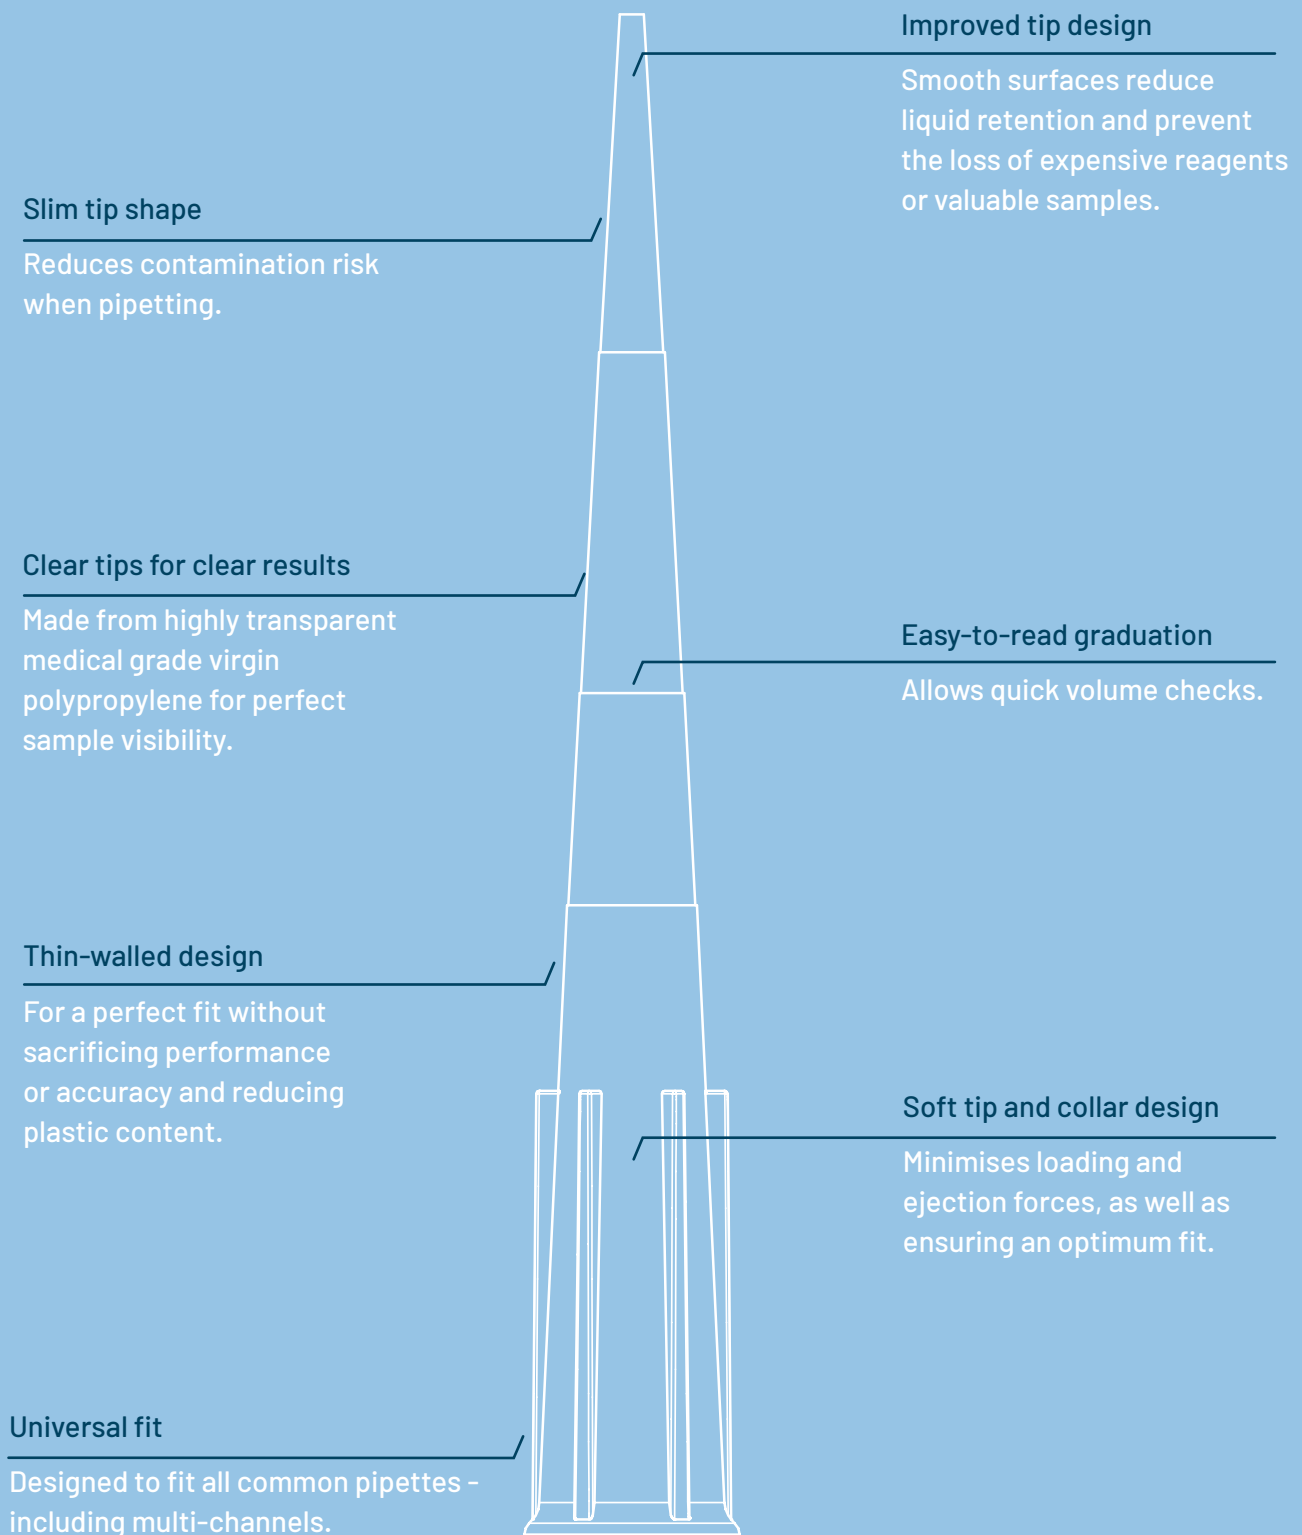 Improved tip design
Smooth surfaces reduce
liquid retention and prevent
the loss of expensive reagents
or valuable samples.
Slim tip shape
Reduces contamination risk
when pipetting.
Clear tips for clear results
Made from highly transparent
medical grade virgin
polypropylene for perfect
sample visibility.
Easy-to-read graduation
Allows quick volume checks.
Thin-walled design
For a perfect fit without
sacrificing performance
or accuracy and reducing
plastic content.
Soft tip and collar design
Minimises loading and
ejection forces, as well as
ensuring an optimum fit.
Universal fit
Designed to fit all common pipettes -
including multi-channels.